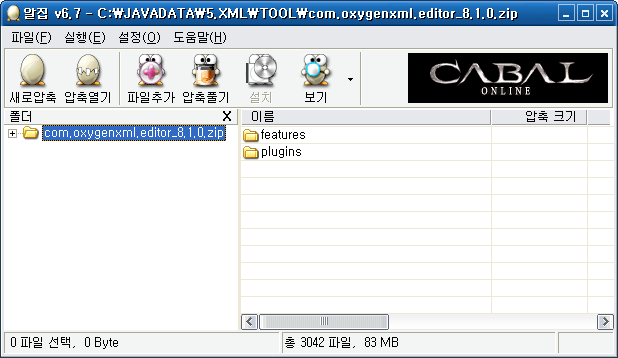 알집 v6.7 - C:\JAVADATA\5.XML\TOOL\com.oxygenxml.editor_8.1.0.zip
파일(F) 실행(E) 설정(O) 도움말(H)
새로압축 압축열기 파일추가 압축풀기 설치 보기
CABAL
ONLINE
폴더 X 이름 압축 크기
com.oxygenxml.editor_8.1.0.zip
features
plugins
0 파일 선택, 0 Byte 총 3042 파일, 83 MB